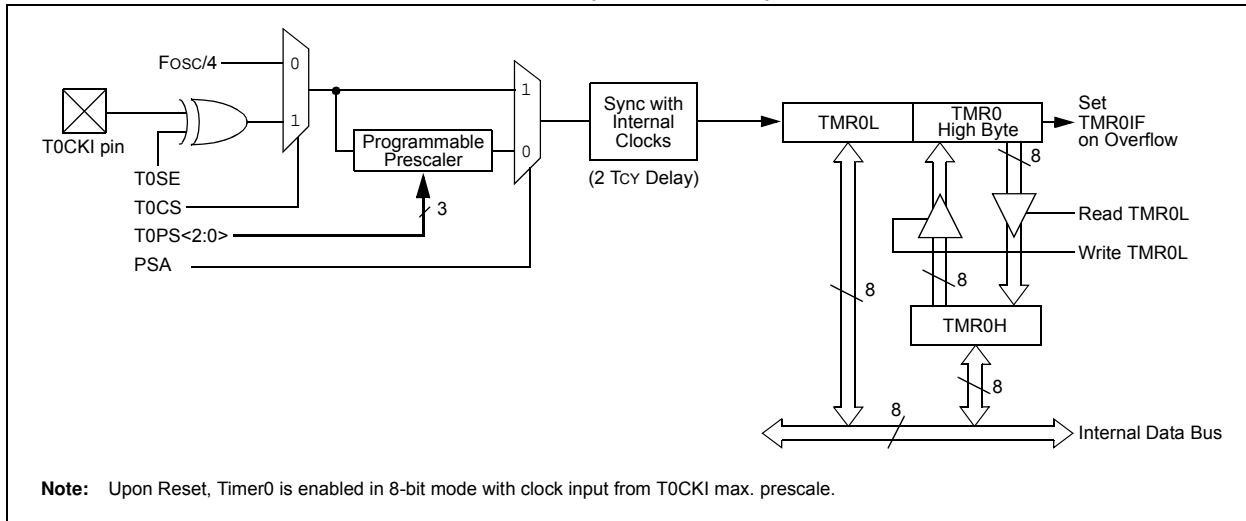 FOSC/4
0
1
T0CKI pin
T0SE
T0CS
T0PS<2:0>
PSA
Programmable
Prescaler
3
1
0
Sync with
Internal
Clocks
(2 TCY Delay)
TMR0L
TMR0
High Byte
Set
TMR0IF
on Overflow
8
Read TMR0L
Write TMR0L
8
8
TMR0H
8
8
Internal Data Bus
Note: Upon Reset, Timer0 is enabled in 8-bit mode with clock input from T0CKI max. prescale.